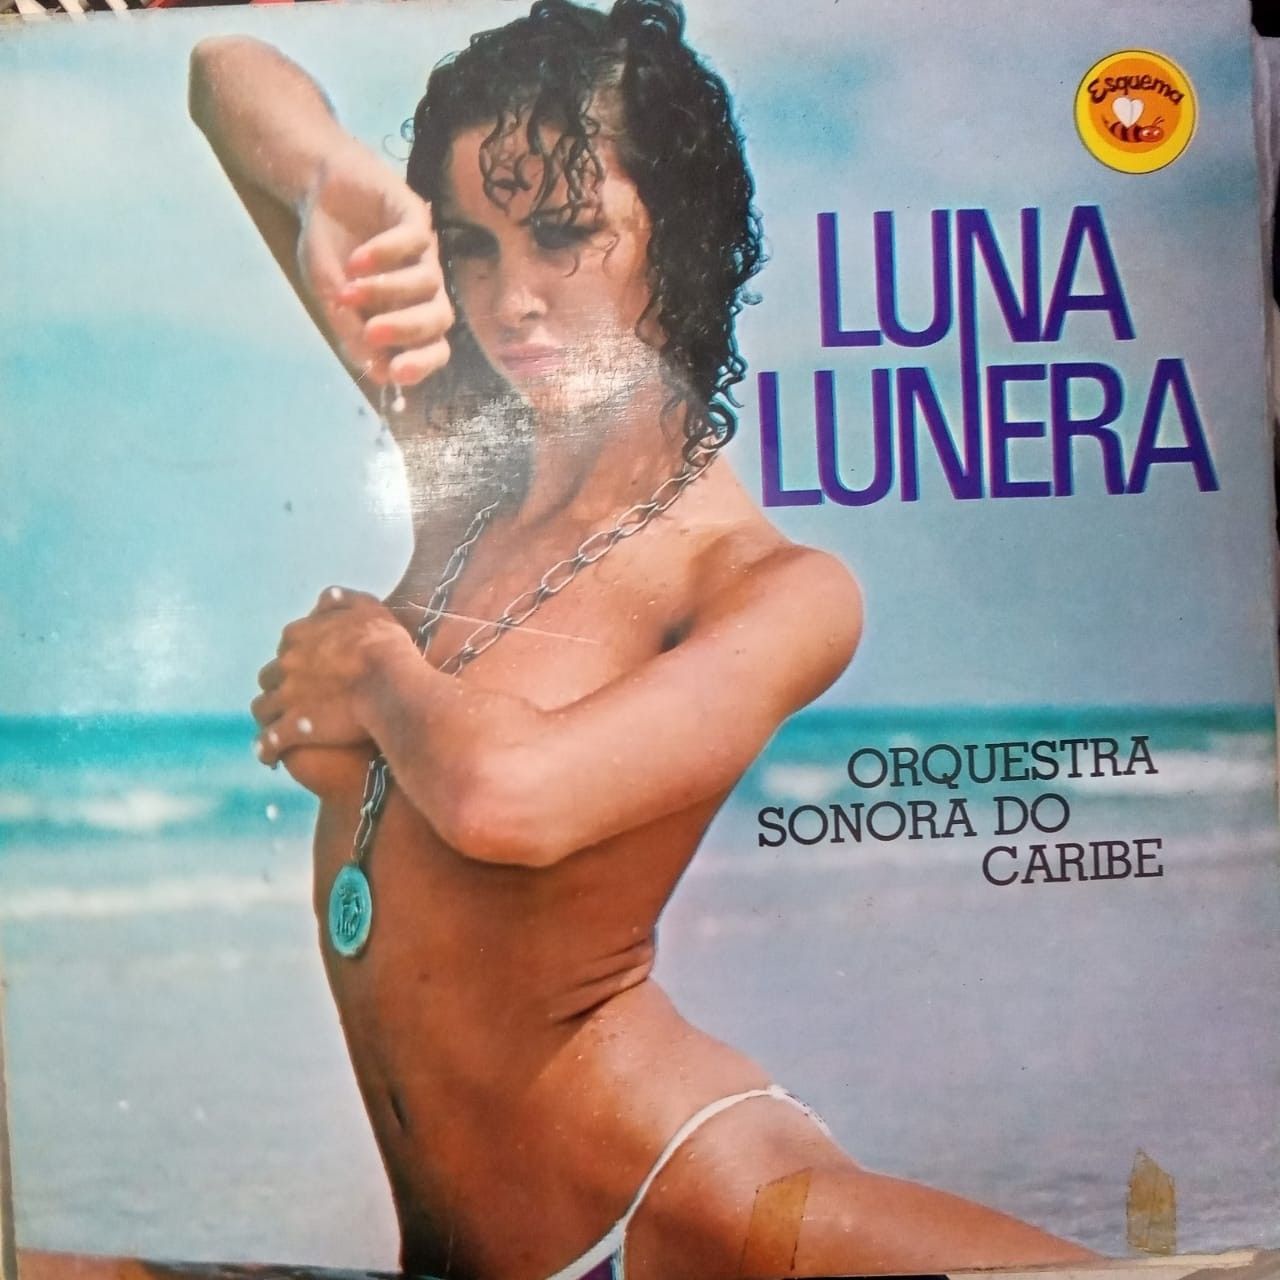 Esquema
LUNA
LUNERA
ORQUESTRA
SONORA DO
CARIBE